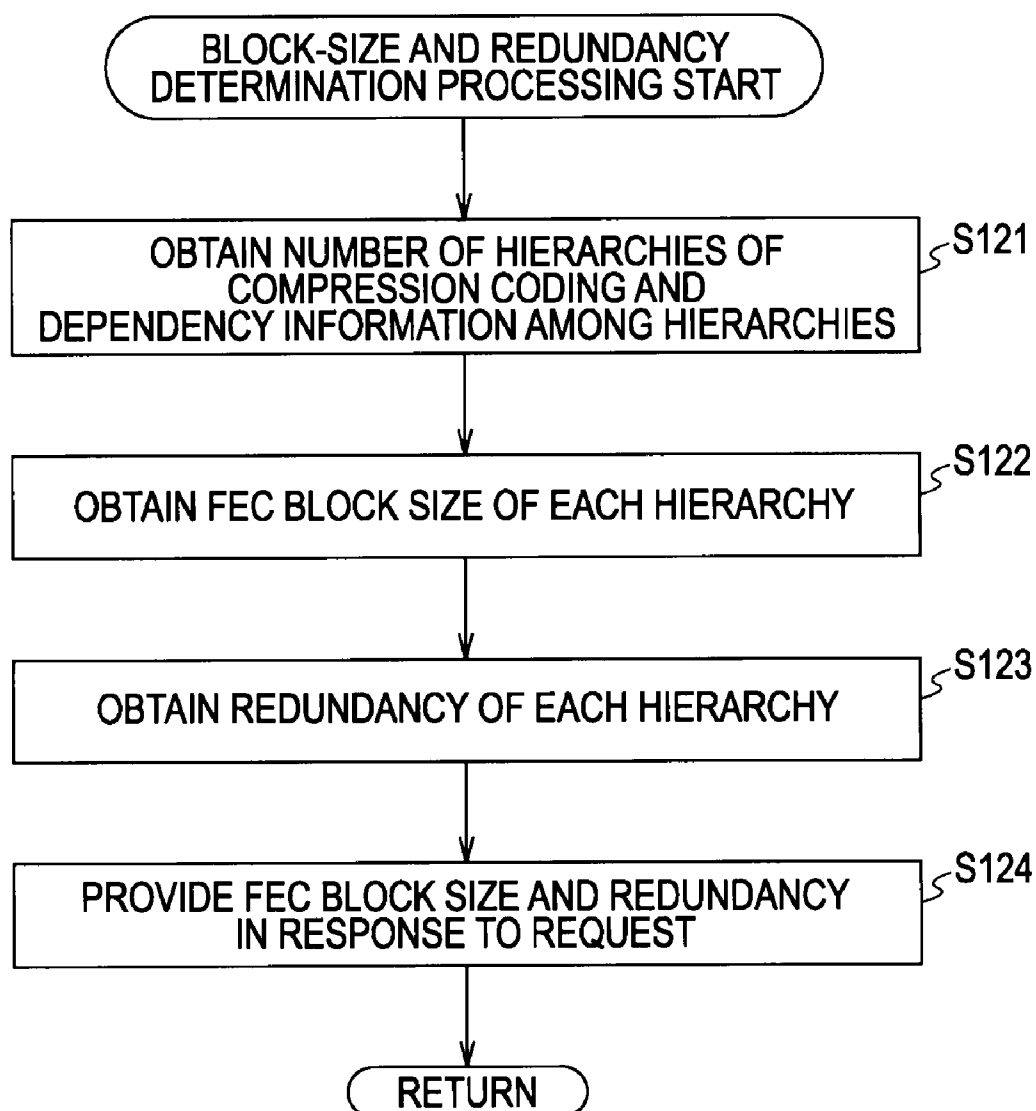 BLOCK-SIZE AND REDUNDANCY
DETERMINATION PROCESSING START
S121
OBTAIN NUMBER OF HIERARCHIES OF
COMPRESSION CODING AND
DEPENDENCY INFORMATION AMONG HIERARCHIES
S122
OBTAIN FEC BLOCK SIZE OF EACH HIERARCHY
S123
OBTAIN REDUNDANCY OF EACH HIERARCHY
S124
PROVIDE FEC BLOCK SIZE AND REDUNDANCY
IN RESPONSE TO REQUEST
RETURN